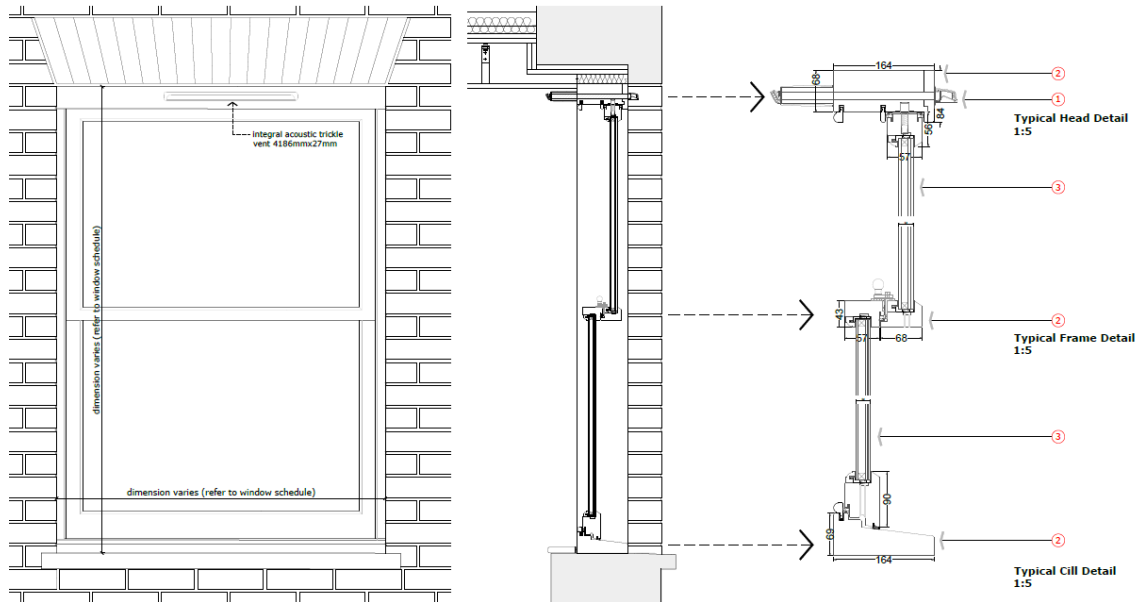 integral acoustic trickle
vent 4186mmx27mm
dimension varies (refer to window schedule)
dimension varies (refer to window schedule)
164
68
84
56
57
2
1
Typical Head Detail
1:5
3
43
57
68
2
Typical Frame Detail
1:5
3
90
69
164
2
Typical Cill Detail
1:5